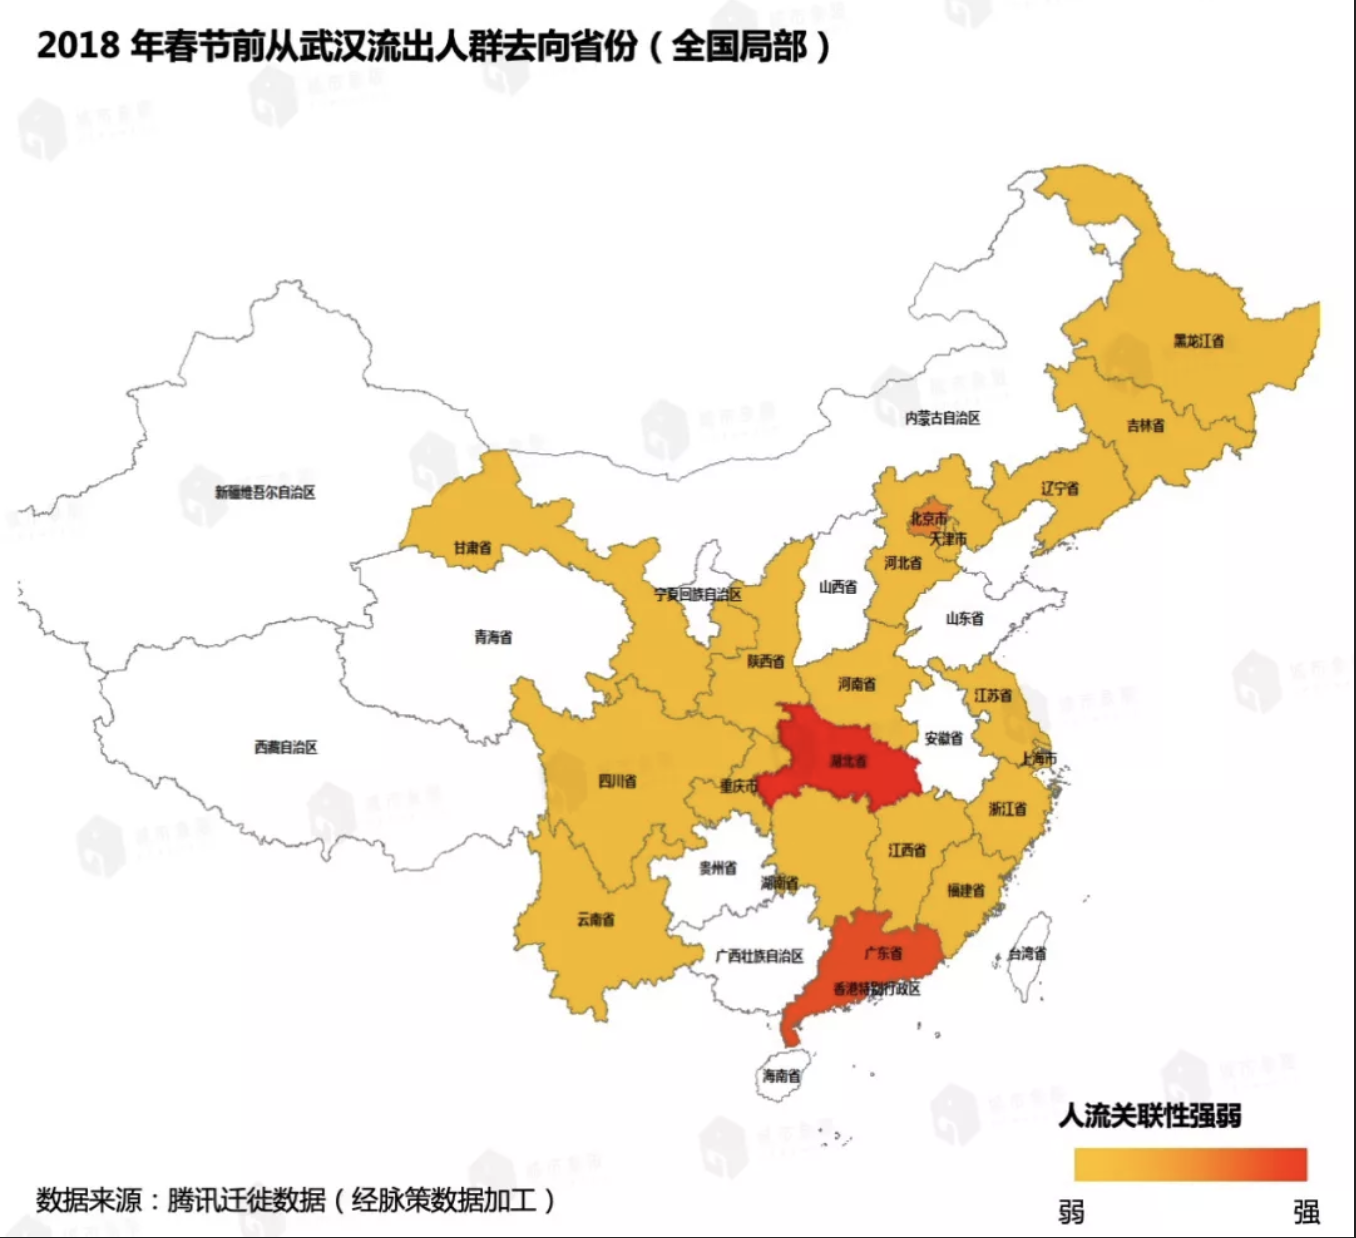 2018 年春节前从武汉流出人群去向省份（全国局部）
黑龙江省
内蒙古自治区
吉林省
新疆维吾尔自治区
辽宁省
北京市
天津市
甘肃省
河北省
山西省
宁夏回族自治区
山东省
青海省
陕西省
河南省
江苏省
西藏自治区
安徽省
上海市
湖北省
四川省
重庆市
浙江省
江西省
贵州省
湖南省
福建省
云南省
广西壮族自治区
广东省
台湾省
香港特别行政区
海南省
人流关联性强弱
弱
强
数据来源：腾讯迁徙数据（经脉策数据加工）